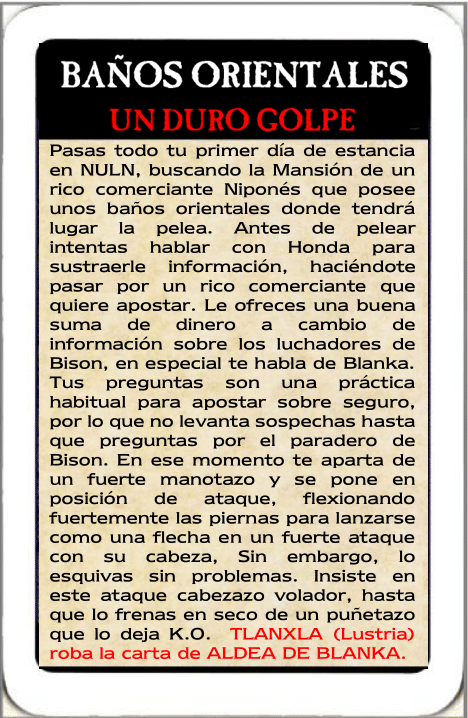 BAÑOS ORIENTALES
UN DURO GOLPE
Pasas todo tu primer día de estancia
en NULN, buscando la Mansión de un
rico comerciante Niponés que posee
unos baños orientales donde tendrá
lugar la pelea. Antes de pelear
intentas hablar con Honda para
sustraerle información, haciéndote
pasar por un rico comerciante que
quiere apostar. Le ofreces una buena
suma de dinero a cambio de
información sobre los luchadores de
Bison, en especial te habla de Blanka.
Tus preguntas son una práctica
habitual para apostar sobre seguro,
por lo que no levanta sospechas hasta
que preguntas por el paradero de
Bison. En ese momento te aparta de
un fuerte manotazo y se pone en
posición de ataque, flexionando
fuertemente las piernas para lanzarse
como una flecha en un fuerte ataque
con su cabeza, Sin embargo, lo
esquivas sin problemas. Insiste en
este ataque cabezazo volador, hasta
que lo frenas en seco de un puñetazo
que lo deja K.O. TLANXLA (Lustria)
roba la carta de ALDEA DE BLANKA.